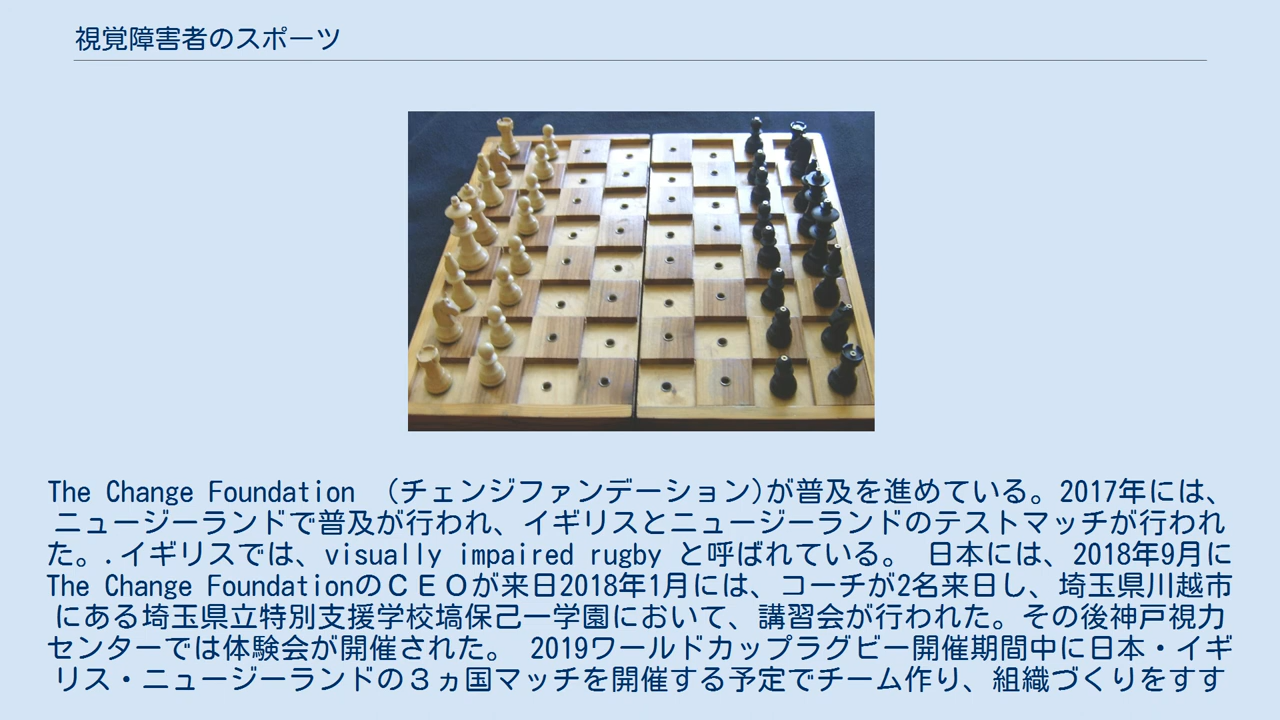 視覚障害者のスポーツ
The Change Foundation （チェンジファンデーション)が普及を進めている。2017年には、
ニュージーランドで普及が行われ、イギリスとニュージーランドのテストマッチが行われ
た。.イギリスでは、visually impaired rugby と呼ばれている。 日本には、2018年9月に
The Change FoundationのＣＥＯが来日2018年1月には、コーチが2名来日し、埼玉県川越市
にある埼玉県立特別支援学校塙保己一学園において、講習会が行われた。その後神戸視力
センターでは体験会が開催された。 2019ワールドカップラグビー開催期間中に日本・イギ
リス・ニュージーランドの３ヵ国マッチを開催する予定でチーム作り、組織づくりをすす